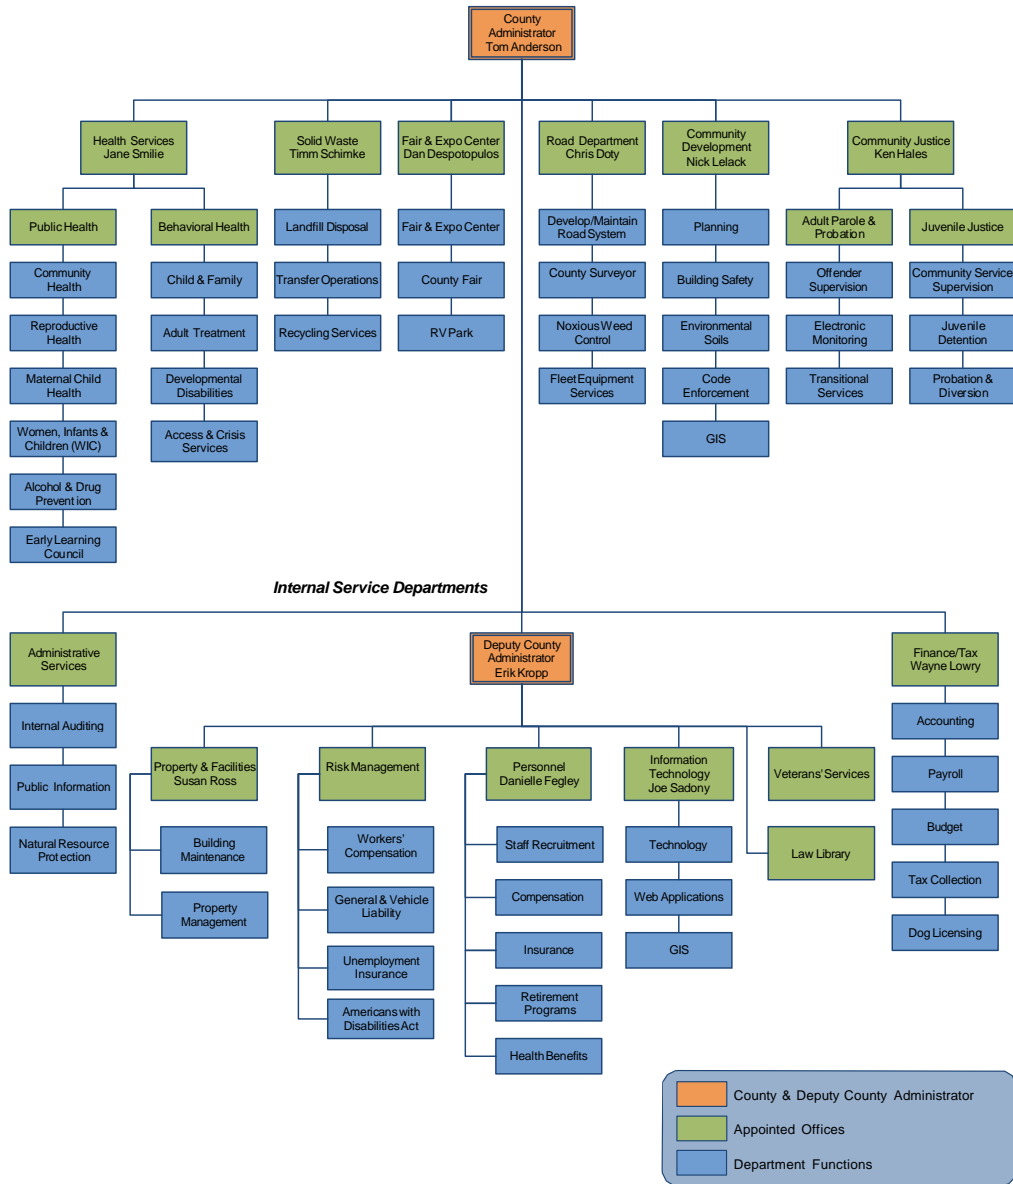 County
Administrator
Tom Anderson
Health Services
Jane Smilie
Solid Waste
Timm Schimke
Fair & Expo Center
Dan Despotopulos
Road Department
Chris Doty
Community
Development
Nick Lelack
Community Justice
Ken Hales
Public Health
Community
Health
Reproductive
Health
Maternal Child
Health
Women, Infants &
Children (WIC)
Alcohol & Drug
Prevention
Early Learning
Council
Behavioral Health
Child & Family
Adult Treatment
Developmental
Disabilities
Access & Crisis
Services
Landfill Disposal
Transfer Operations
Recycling Services
Fair & Expo Center
County Fair
RV Park
Develop/Maintain
Road System
County Surveyor
Noxious Weed
Control
Fleet Equipment
Services
Planning
Building Safety
Environmental
Soils
Code
Enforcement
GIS
Adult Parole &
Probation
Offender
Supervision
Electronic
Monitoring
Transitional
Services
Juvenile Justice
Community Service
Supervision
Juvenile
Detention
Probation &
Diversion
Internal Service Departments
Administrative
Services
Internal Auditing
Public Information
Natural Resource
Protection
Deputy County
Administrator
Erik Kropp
Property & Facilities
Susan Ross
Building
Maintenance
Property
Management
Risk Management
Workers'
Compensation
General & Vehicle
Liability
Unemployment
Insurance
Americans with
Disabilities Act
Personnel
Danielle Fegley
Staff Recruitment
Compensation
Insurance
Retirement
Programs
Health Benefits
Information
Technology
Joe Sadony
Technology
Web Applications
GIS
Veterans' Services
Law Library
Finance/Tax
Wayne Lowry
Accounting
Payroll
Budget
Tax Collection
Dog Licensing
County & Deputy County Administrator
Appointed Offices
Department Functions